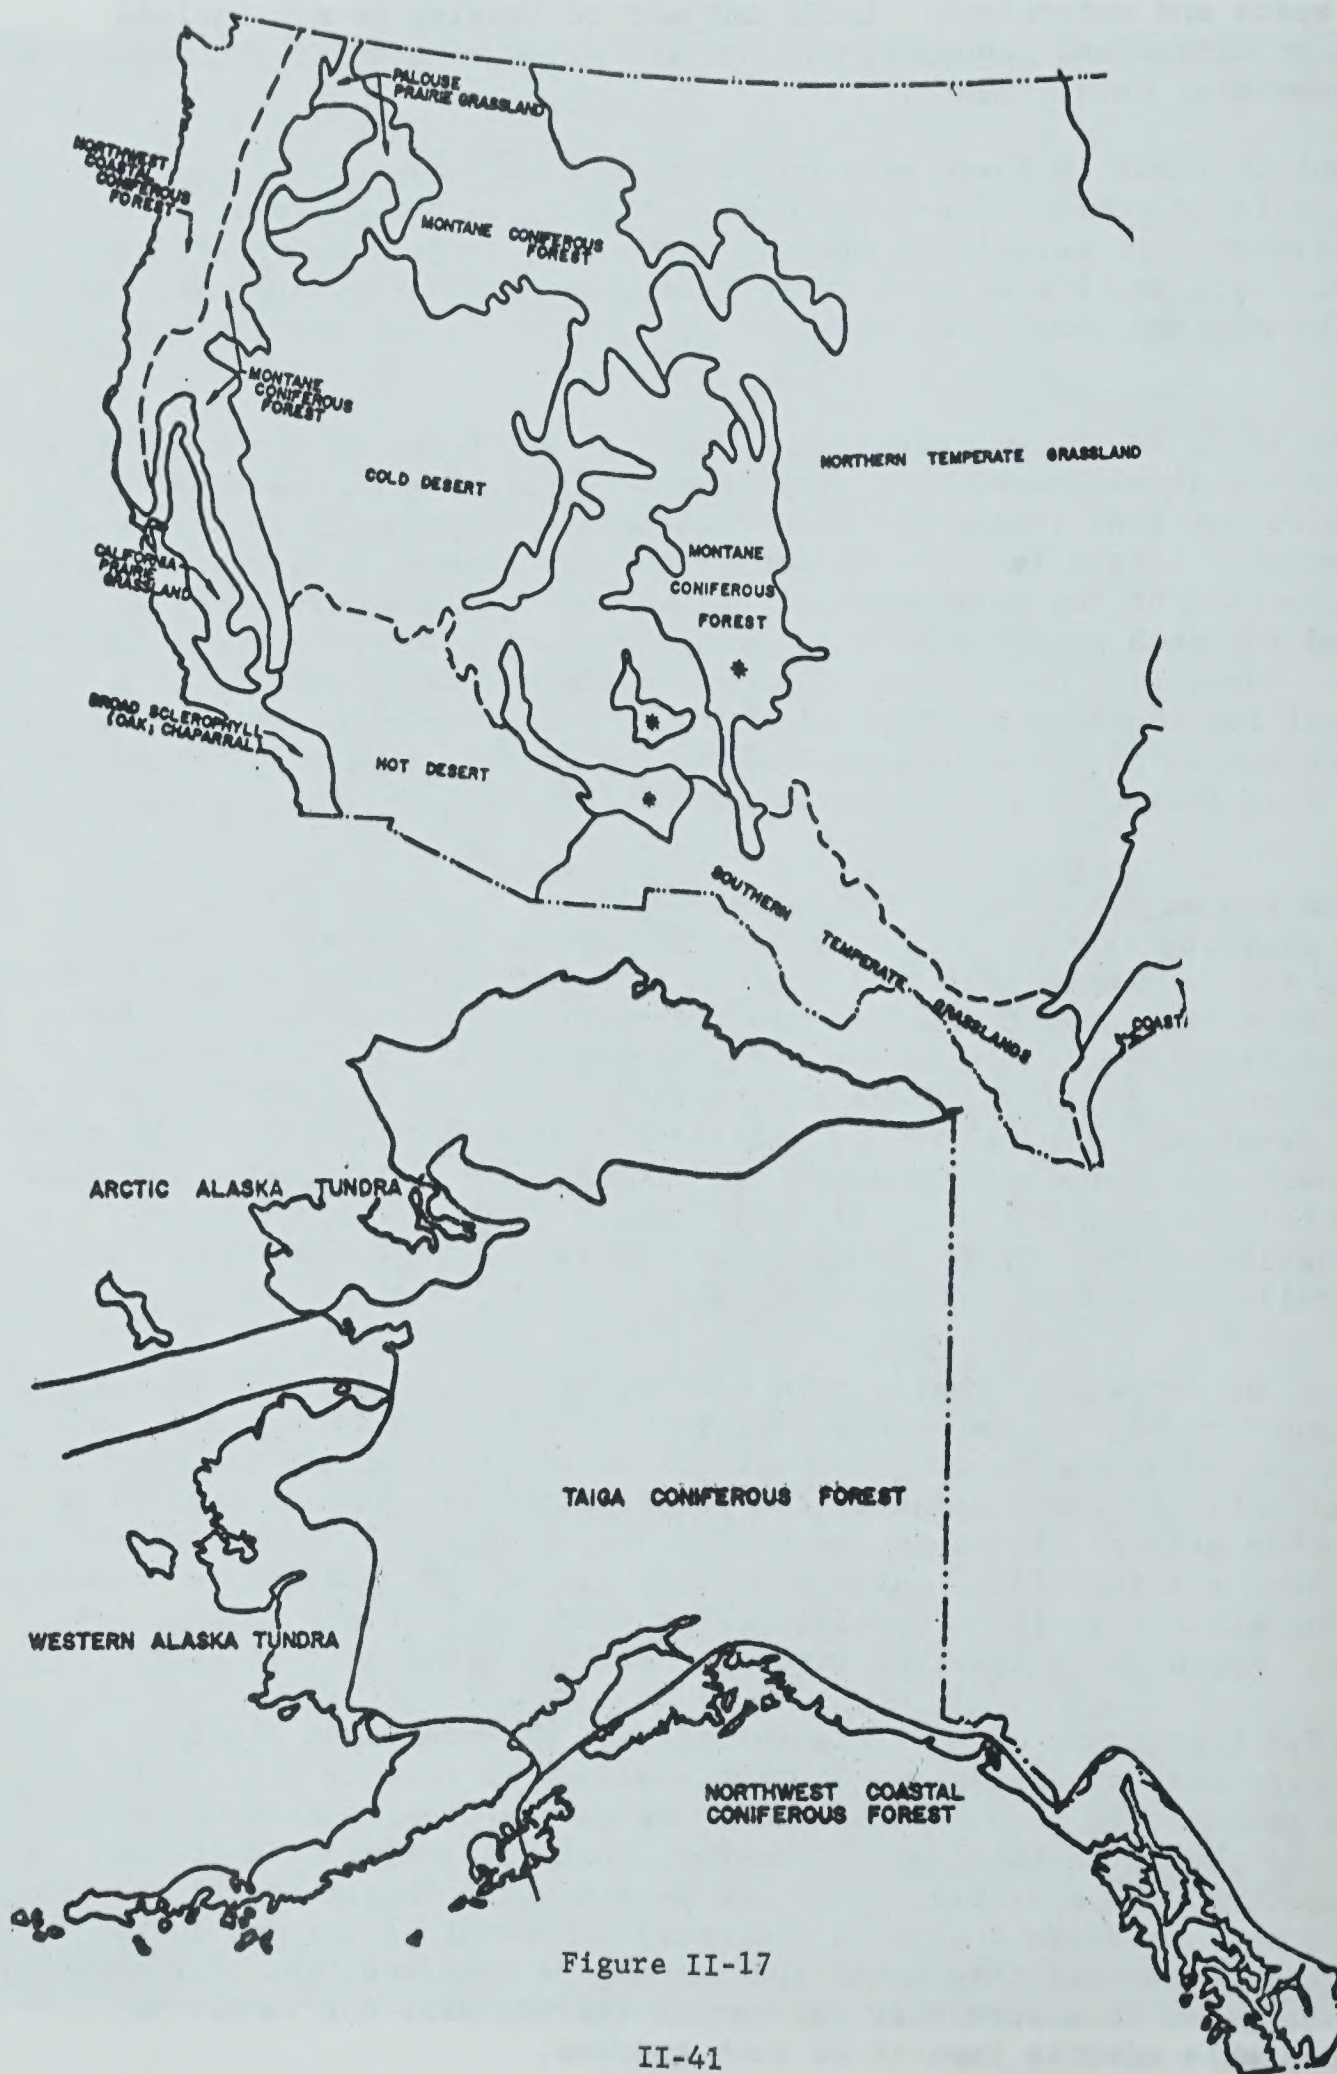 PALOUSE
PRAIRIE GRASSLAND
NORTHWEST
COASTAL
CONIFEROUS
FOREST
MONTANE CONIFEROUS
FOREST
MONTANE
CONIFEROUS
FOREST
COLD DESERT
NORTHERN TEMPERATE GRASSLAND
MONTANE
CONIFEROUS
FOREST
*
CALIFORNIA
PRAIRIE
GRASSLAND
*
BROAD SCLEROPHYLL
(OAK, CHAPARRAL)
HOT DESERT
*
SOUTHERN TEMPERATE GRASSLANDS
COAST
ARCTIC ALASKA TUNDRA
TAIGA CONIFEROUS FOREST
WESTERN ALASKA TUNDRA
NORTHWEST COASTAL
CONIFEROUS FOREST
Figure II-17
II-41